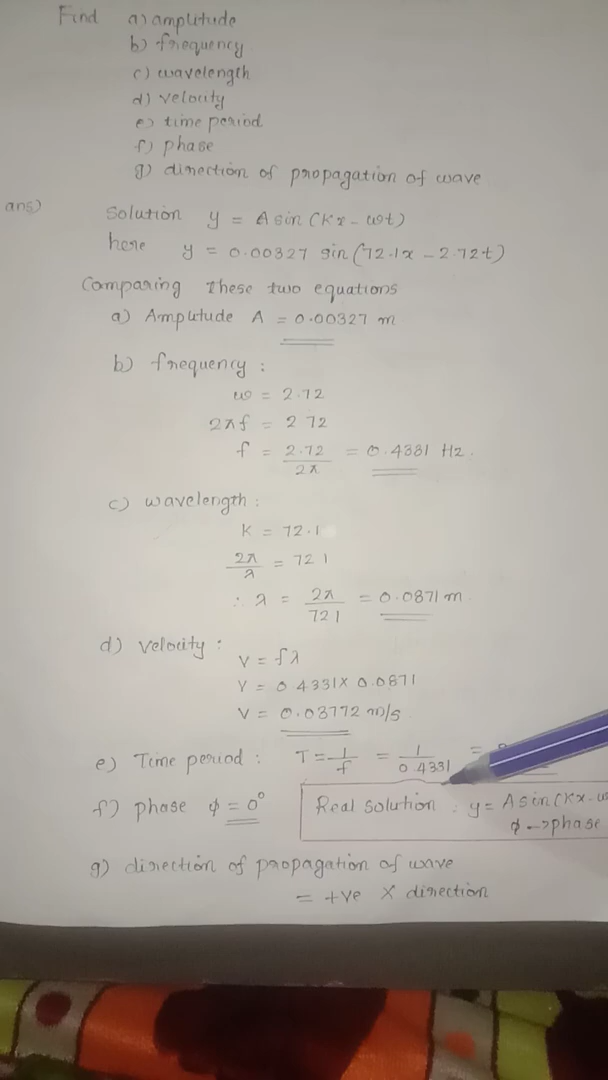 Find a) amplitude
b) frequency
c) wavelength
d) velocity
e) time period
f) phase
g) direction of propagation of wave
ans) Solution y = A sin (Kx - ωt)
here y = 0.00327 sin (72.1x - 2.72t)
Comparing these two equations
a) Amplitude A = 0.00327 m
b) frequency :
ω = 2.72
2πf = 2 72
f = 2.72 / 2π = 0.4331 Hz.
c) wavelength :
K = 72.1
2π / λ = 72 1
∴ λ = 2π / 72 1 = 0.0871 m
d) velocity :
V = fλ
V = 0 4331 x 0.0871
V = 0.03772 m/s
e) Time period : T = 1 / f = 1 / 0.4331 =
f) phase φ = 0°
Real solution : y = A sin (Kx - ω
φ → phase
g) direction of propagation of wave
= +ve X direction